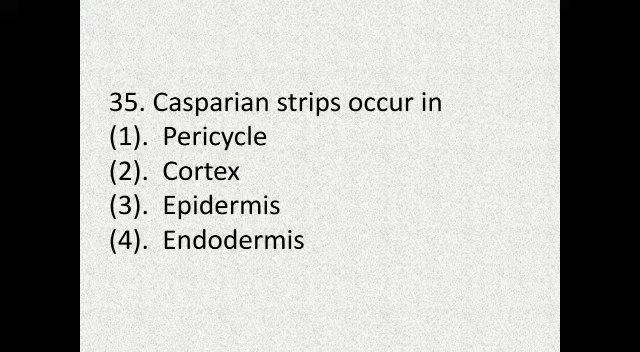 35. Casparian strips occur in
(1).  Pericycle
(2).  Cortex
(3).  Epidermis
(4).  Endodermis